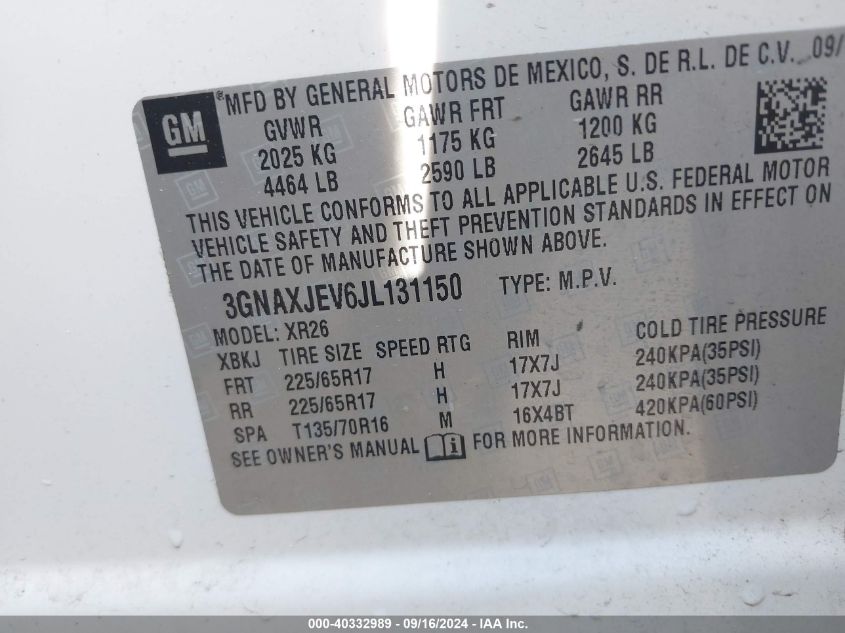 GM
®MFD BY GENERAL MOTORS DE MEXICO, S. DE R.L. DE C.V. 09/
GVWR GAWR FRT GAWR RR
2025 KG 1175 KG 1200 KG
4464 LB 2590 LB 2645 LB
THIS VEHICLE CONFORMS TO ALL APPLICABLE U.S. FEDERAL MOTOR
VEHICLE SAFETY AND THEFT PREVENTION STANDARDS IN EFFECT ON
THE DATE OF MANUFACTURE SHOWN ABOVE.
3GNAXJEV6JL131150 TYPE: M.P.V.
MODEL: XR26
XBKJ TIRE SIZE SPEED RTG RIM COLD TIRE PRESSURE
FRT 225/65R17 H 17X7J 240KPA(35PSI)
RR 225/65R17 H 17X7J 240KPA(35PSI)
SPA T135/70R16 M 16X4BT 420KPA(60PSI)
SEE OWNER'S MANUAL i FOR MORE INFORMATION.
000-40332989 - 09/16/2024 - IAA Inc.